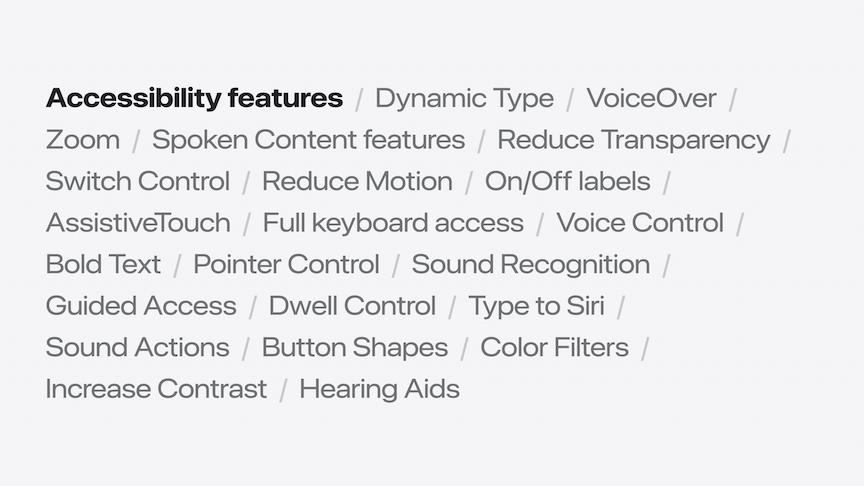 Accessibility features / Dynamic Type / VoiceOver /
Zoom / Spoken Content features / Reduce Transparency /
Switch Control / Reduce Motion / On/Off labels /
AssistiveTouch / Full keyboard access / Voice Control /
Bold Text / Pointer Control / Sound Recognition /
Guided Access / Dwell Control / Type to Siri /
Sound Actions / Button Shapes / Color Filters /
Increase Contrast / Hearing Aids